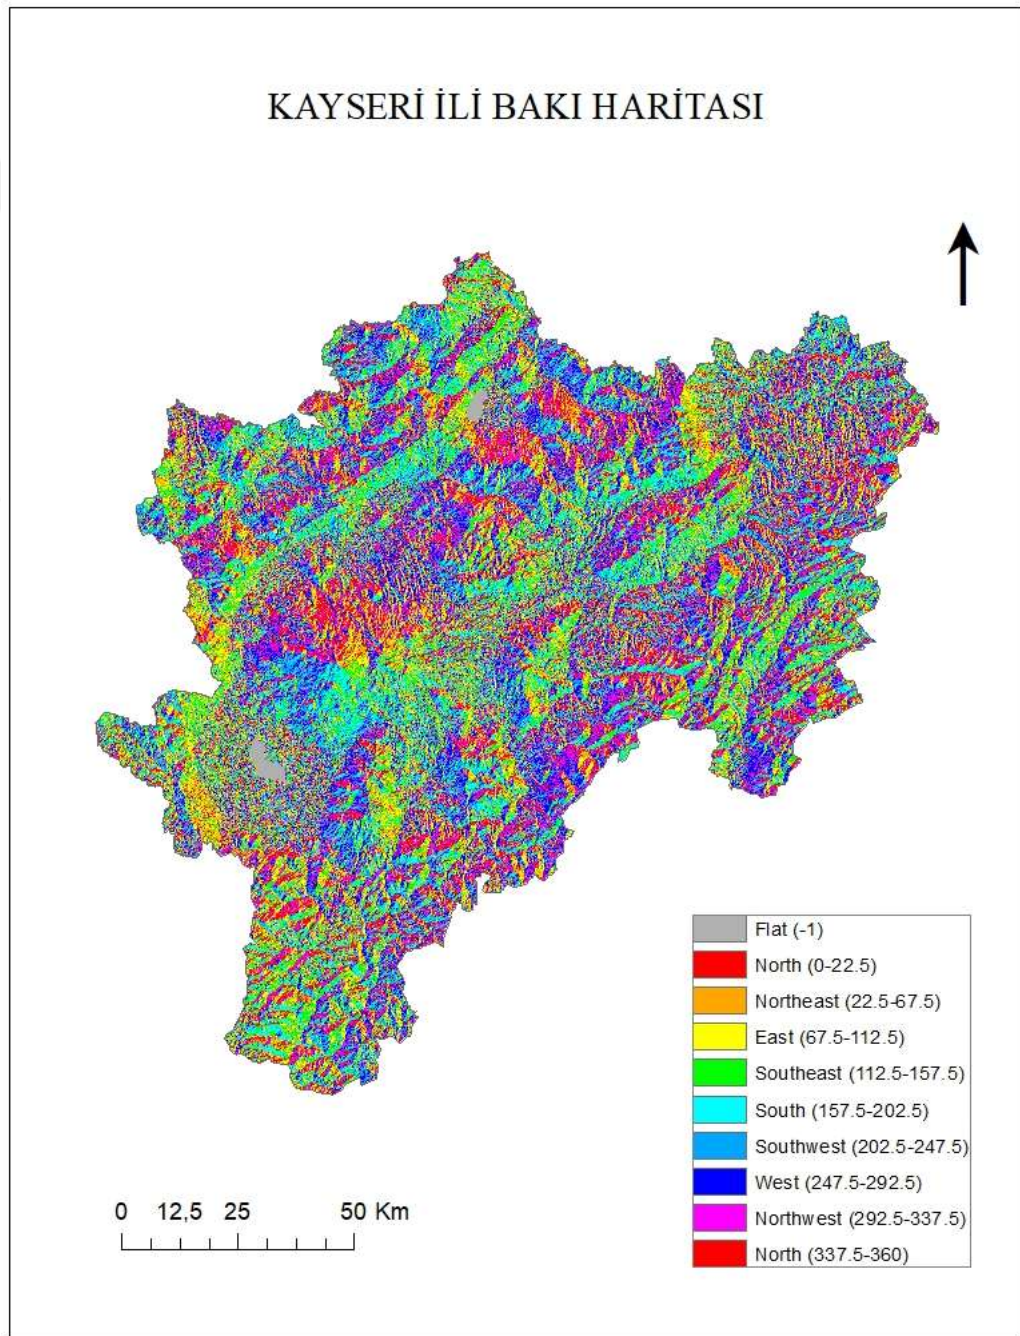 KAYSERİ İLİ BAKI HARİTASI
Flat (-1)
North (0-22.5)
Northeast (22.5-67.5)
East (67.5-112.5)
Southeast (112.5-157.5)
South (157.5-202.5)
Southwest (202.5-247.5)
West (247.5-292.5)
Northwest (292.5-337.5)
North (337.5-360)
0 12,5 25 50 Km